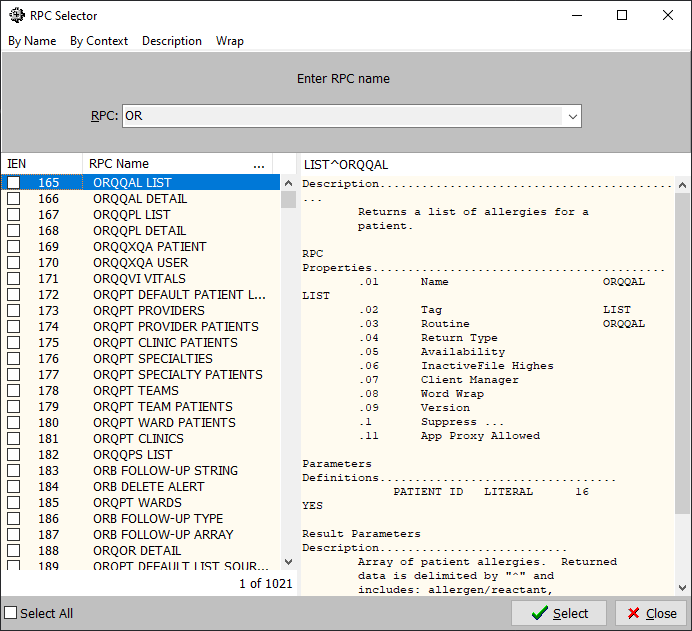 RPC Selector
By Name By Context Description Wrap
Enter RPC name
RPC: OR
IEN RPC Name ...
165 ORQQAL LIST
166 ORQQAL DETAIL
167 ORQQPL LIST
168 ORQQPL DETAIL
169 ORQQXQA PATIENT
170 ORQQXQA USER
171 ORQQVI VITALS
172 ORQPT DEFAULT PATIENT L...
173 ORQPT PROVIDERS
174 ORQPT PROVIDER PATIENTS
175 ORQPT CLINIC PATIENTS
176 ORQPT SPECIALTIES
177 ORQPT SPECIALTY PATIENTS
178 ORQPT TEAMS
179 ORQPT TEAM PATIENTS
180 ORQPT WARD PATIENTS
181 ORQPT CLINICS
182 ORQQPS LIST
183 ORB FOLLOW-UP STRING
184 ORB DELETE ALERT
185 ORQPT WARDS
186 ORB FOLLOW-UP TYPE
187 ORB FOLLOW-UP ARRAY
188 ORQOR DETAIL
189 ORQPT DEFAULT LIST SOUR...
1 of 1021
LIST^ORQQAL
Description..........................................
...
Returns a list of allergies for a
patient.
RPC
Properties..........................................
.01 Name ORQQAL
LIST
.02 Tag LIST
.03 Routine ORQQAL
.04 Return Type
.05 Availability
.06 InactiveFile Highes
.07 Client Manager
.08 Word Wrap
.09 Version
.1 Suppress ...
.11 App Proxy Allowed
Parameters
Definitions..................................
PATIENT ID LITERAL 16
YES
Result Parameters
Description...........................
Array of patient allergies. Returned
data is delimited by "^" and
includes: allergen/reactant,
Select All
Select
Close